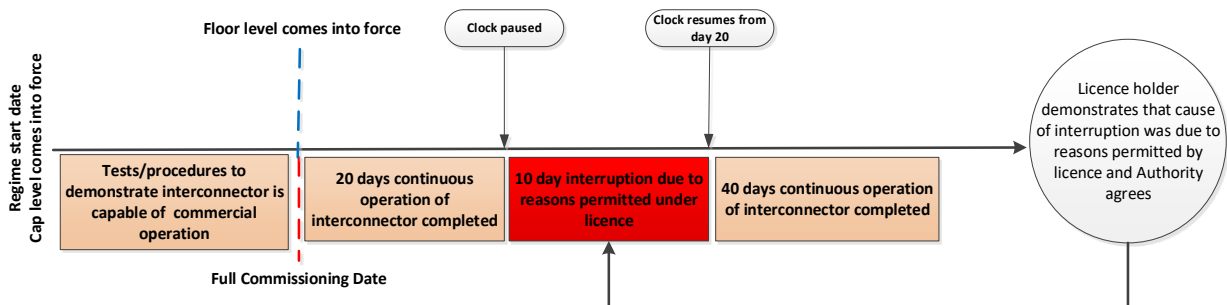 Regime start date
Cap level comes into force
Floor level comes into force
Clock paused
Clock resumes from
day 20
Tests/procedures to
demonstrate interconnector is
capable of commercial
operation
20 days continuous
operation of
interconnector completed
10 day interruption due to
reasons permitted under
licence
40 days continuous operation
of interconnector completed
Licence holder
demonstrates that cause
of interruption was due to
reasons permitted by
licence and Authority
agrees
Full Commissioning Date